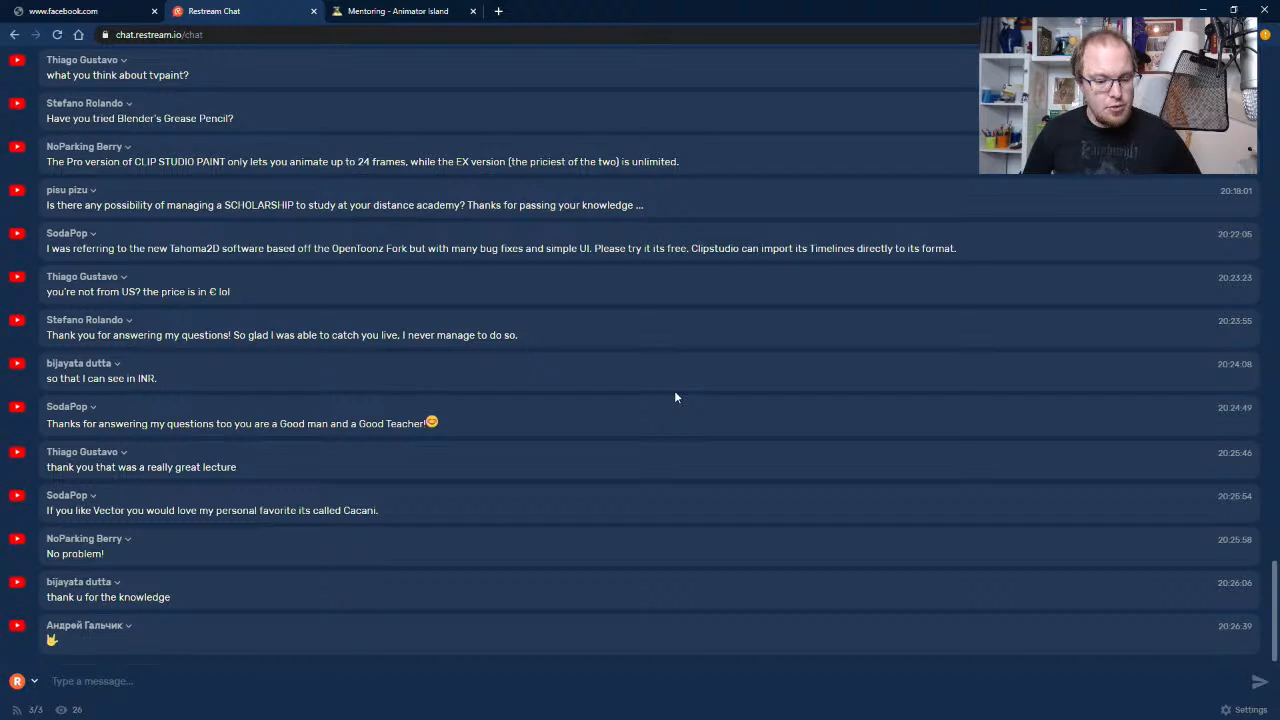 www.facebook.com
Restream Chat
Mentoring - Animator Island
chat.restream.io/chat
Thiago Gustavo
what you think about tvpaint?
Stefano Rolando
Have you tried Blender's Grease Pencil?
NoParking Berry
The Pro version of CLIP STUDIO PAINT only lets you animate up to 24 frames, while the EX version (the priciest of the two) is unlimited.
pisu pizu
20:18:01
Is there any possibility of managing a SCHOLARSHIP to study at your distance academy? Thanks for passing your knowledge ...
SodaPop
20:22:05
I was referring to the new Tahoma2D software based off the OpenToonz Fork but with many bug fixes and simple UI. Please try it its free. Clipstudio can import its Timelines directly to its format.
Thiago Gustavo
20:23:23
you're not from US? the price is in € lol
Stefano Rolando
20:23:55
Thank you for answering my questions! So glad I was able to catch you live, I never manage to do so.
bijayata dutta
20:24:08
so that I can see in INR.
SodaPop
20:24:49
Thanks for answering my questions too you are a Good man and a Good Teacher!😊
Thiago Gustavo
20:25:46
thank you that was a really great lecture
SodaPop
20:25:54
If you like Vector you would love my personal favorite its called Cacani.
NoParking Berry
20:25:58
No problem!
bijayata dutta
20:26:06
thank u for the knowledge
Андрей Гальчик
20:26:39
🤟
R
Type a message...
3/3
26
Settings